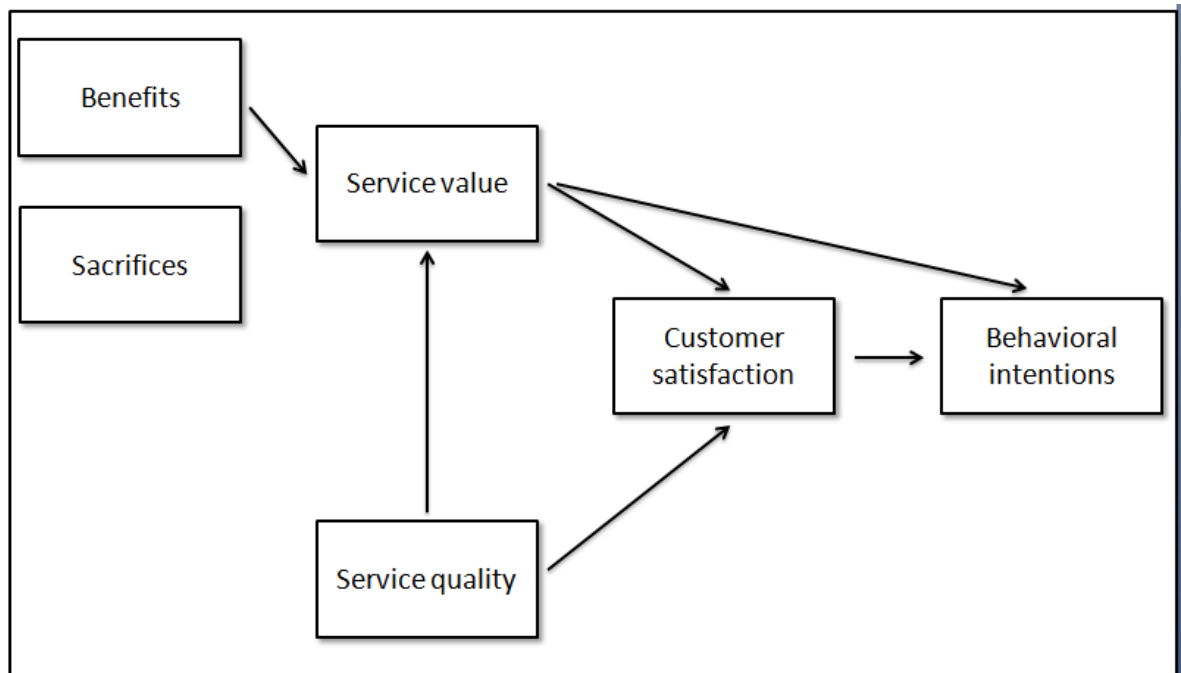 Benefits
Service value
Sacrifices
Customer
satisfaction
Behavioral
intentions
Service quality